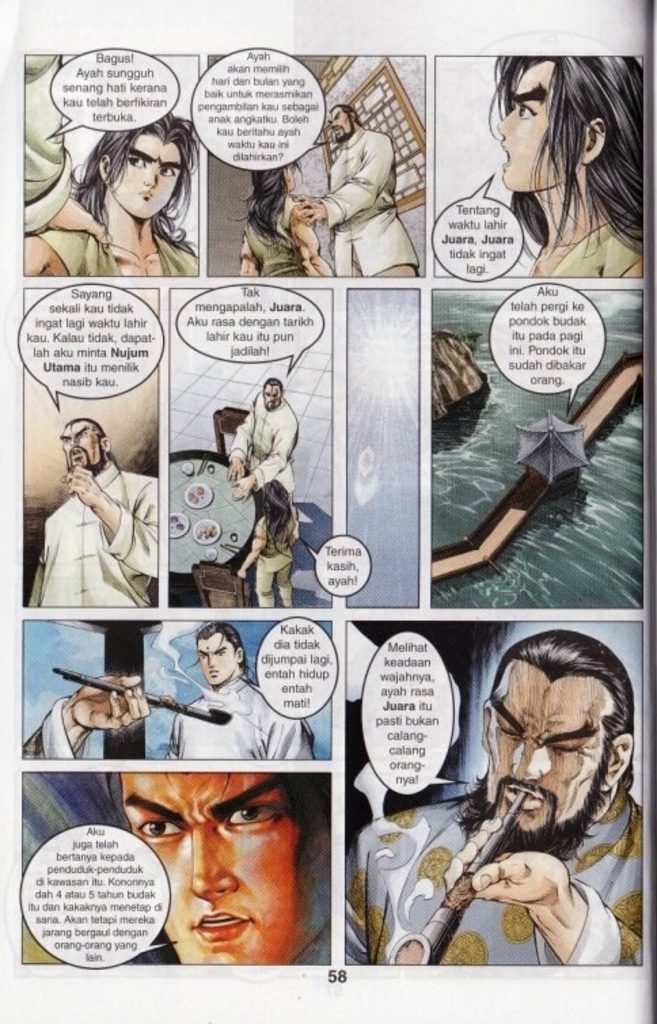 Bagus!
Ayah sungguh
senang hati kerana
kau telah berfikiran
terbuka.
Ayah
akan memilih
hari dan bulan yang
baik untuk merasmikan
pengambilan kau sebagai
anak angkatku. Boleh
kau beritahu ayah
waktu kau ini
dilahirkan?
Tentang
waktu lahir
Juara, Juara
tidak ingat
lagi.
Sayang
sekali kau tidak
ingat lagi waktu lahir
kau. Kalau tidak, dapat-
lah aku minta Nujum
Utama itu menilik
nasib kau.
Tak
mengapalah, Juara.
Aku rasa dengan tarikh
lahir kau itu pun
jadilah!
Terima
kasih,
ayah!
Aku
telah pergi ke
pondok budak
itu pada pagi
ini. Pondok itu
sudah dibakar
orang.
Kakak
dia tidak
dijumpai lagi,
entah hidup
entah
mati!
Melihat
keadaan
wajahnya,
ayah rasa
Juara itu
pasti bukan
calang-
calang
orang-
nya!
Aku
juga telah
bertanya kepada
penduduk-penduduk
di kawasan itu. Kononnya
dah 4 atau 5 tahun budak
itu dan kakaknya menetap di
sana. Akan tetapi mereka
jarang bergaul dengan
orang-orang yang
lain.
58